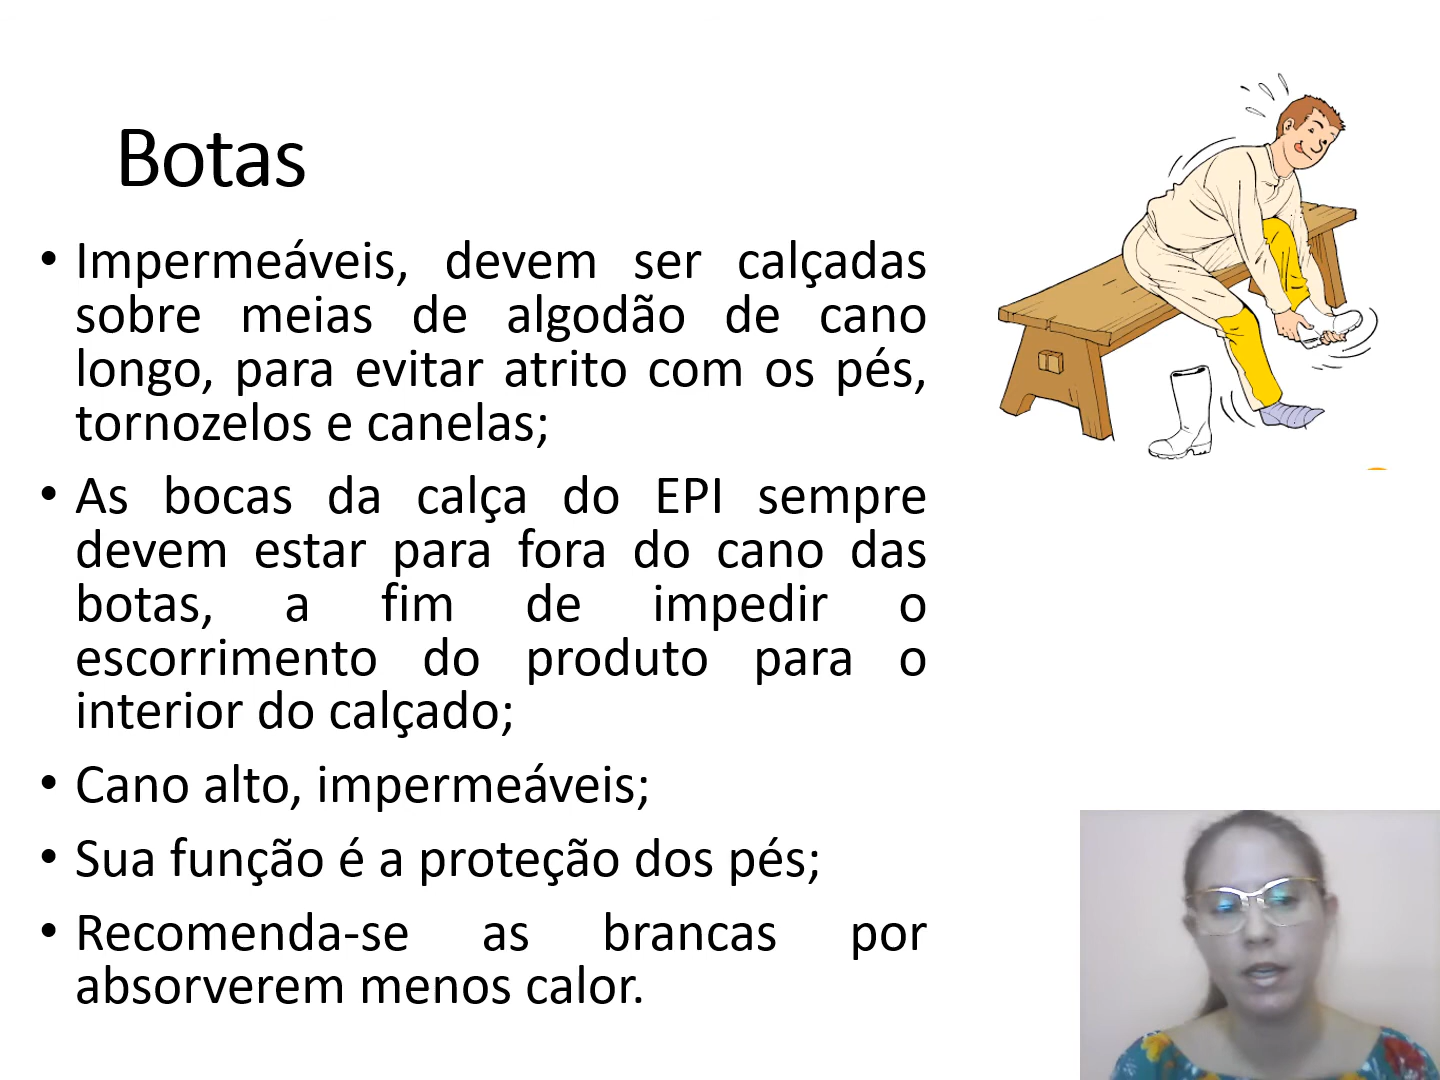 Botas
• Impermeáveis, devem ser calçadas
sobre meias de algodão de cano
longo, para evitar atrito com os pés,
tornozelos e canelas;
• As bocas da calça do EPI sempre
devem estar para fora do cano das
botas, a fim de impedir o
escorrimento do produto para o
interior do calçado;
• Cano alto, impermeáveis;
• Sua função é a proteção dos pés;
• Recomenda-se as brancas por
absorverem menos calor.